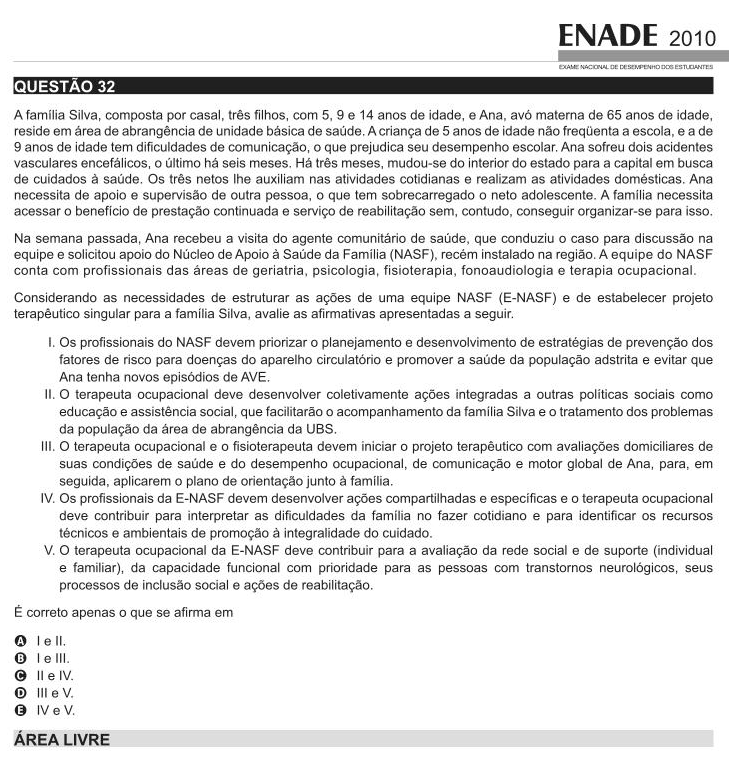 ENADE 2010
EXAME NACIONAL DE DESEMPENHO DOS ESTUDANTES
QUESTÃO 32
A família Silva, composta por casal, três filhos, com 5, 9 e 14 anos de idade, e Ana, avó materna de 65 anos de idade,
reside em área de abrangência de unidade básica de saúde. A criança de 5 anos de idade não freqüenta a escola, e a de
9 anos de idade tem dificuldades de comunicação, o que prejudica seu desempenho escolar. Ana sofreu dois acidentes
vasculares encefálicos, o último há seis meses. Há três meses, mudou-se do interior do estado para a capital em busca
de cuidados à saúde. Os três netos lhe auxiliam nas atividades cotidianas e realizam as atividades domésticas. Ana
necessita de apoio e supervisão de outra pessoa, o que tem sobrecarregado o neto adolescente. A família necessita
acessar o benefício de prestação continuada e serviço de reabilitação sem, contudo, conseguir organizar-se para isso.
Na semana passada, Ana recebeu a visita do agente comunitário de saúde, que conduziu o caso para discussão na
equipe e solicitou apoio do Núcleo de Apoio à Saúde da Família (NASF), recém instalado na região. A equipe do NASF
conta com profissionais das áreas de geriatria, psicologia, fisioterapia, fonoaudiologia e terapia ocupacional.
Considerando as necessidades de estruturar as ações de uma equipe NASF (E-NASF) e de estabelecer projeto
terapêutico singular para a família Silva, avalie as afirmativas apresentadas a seguir.
I. Os profissionais do NASF devem priorizar o planejamento e desenvolvimento de estratégias de prevenção dos
fatores de risco para doenças do aparelho circulatório e promover a saúde da população adstrita e evitar que
Ana tenha novos episódios de AVE.
II. O terapeuta ocupacional deve desenvolver coletivamente ações integradas a outras políticas sociais como
educação e assistência social, que facilitarão o acompanhamento da família Silva e o tratamento dos problemas
da população da área de abrangência da UBS.
III. O terapeuta ocupacional e o fisioterapeuta devem iniciar o projeto terapêutico com avaliações domiciliares de
suas condições de saúde e do desempenho ocupacional, de comunicação e motor global de Ana, para, em
seguida, aplicarem o plano de orientação junto à família.
IV. Os profissionais da E-NASF devem desenvolver ações compartilhadas e específicas e o terapeuta ocupacional
deve contribuir para interpretar as dificuldades da família no fazer cotidiano e para identificar os recursos
técnicos e ambientais de promoção à integralidade do cuidado.
V. O terapeuta ocupacional da E-NASF deve contribuir para a avaliação da rede social e de suporte (individual
e familiar), da capacidade funcional com prioridade para as pessoas com transtornos neurológicos, seus
processos de inclusão social e ações de reabilitação.
É correto apenas o que se afirma em
A I e II.
B I e III.
C II e IV.
D III e V.
E IV e V.
ÁREA LIVRE